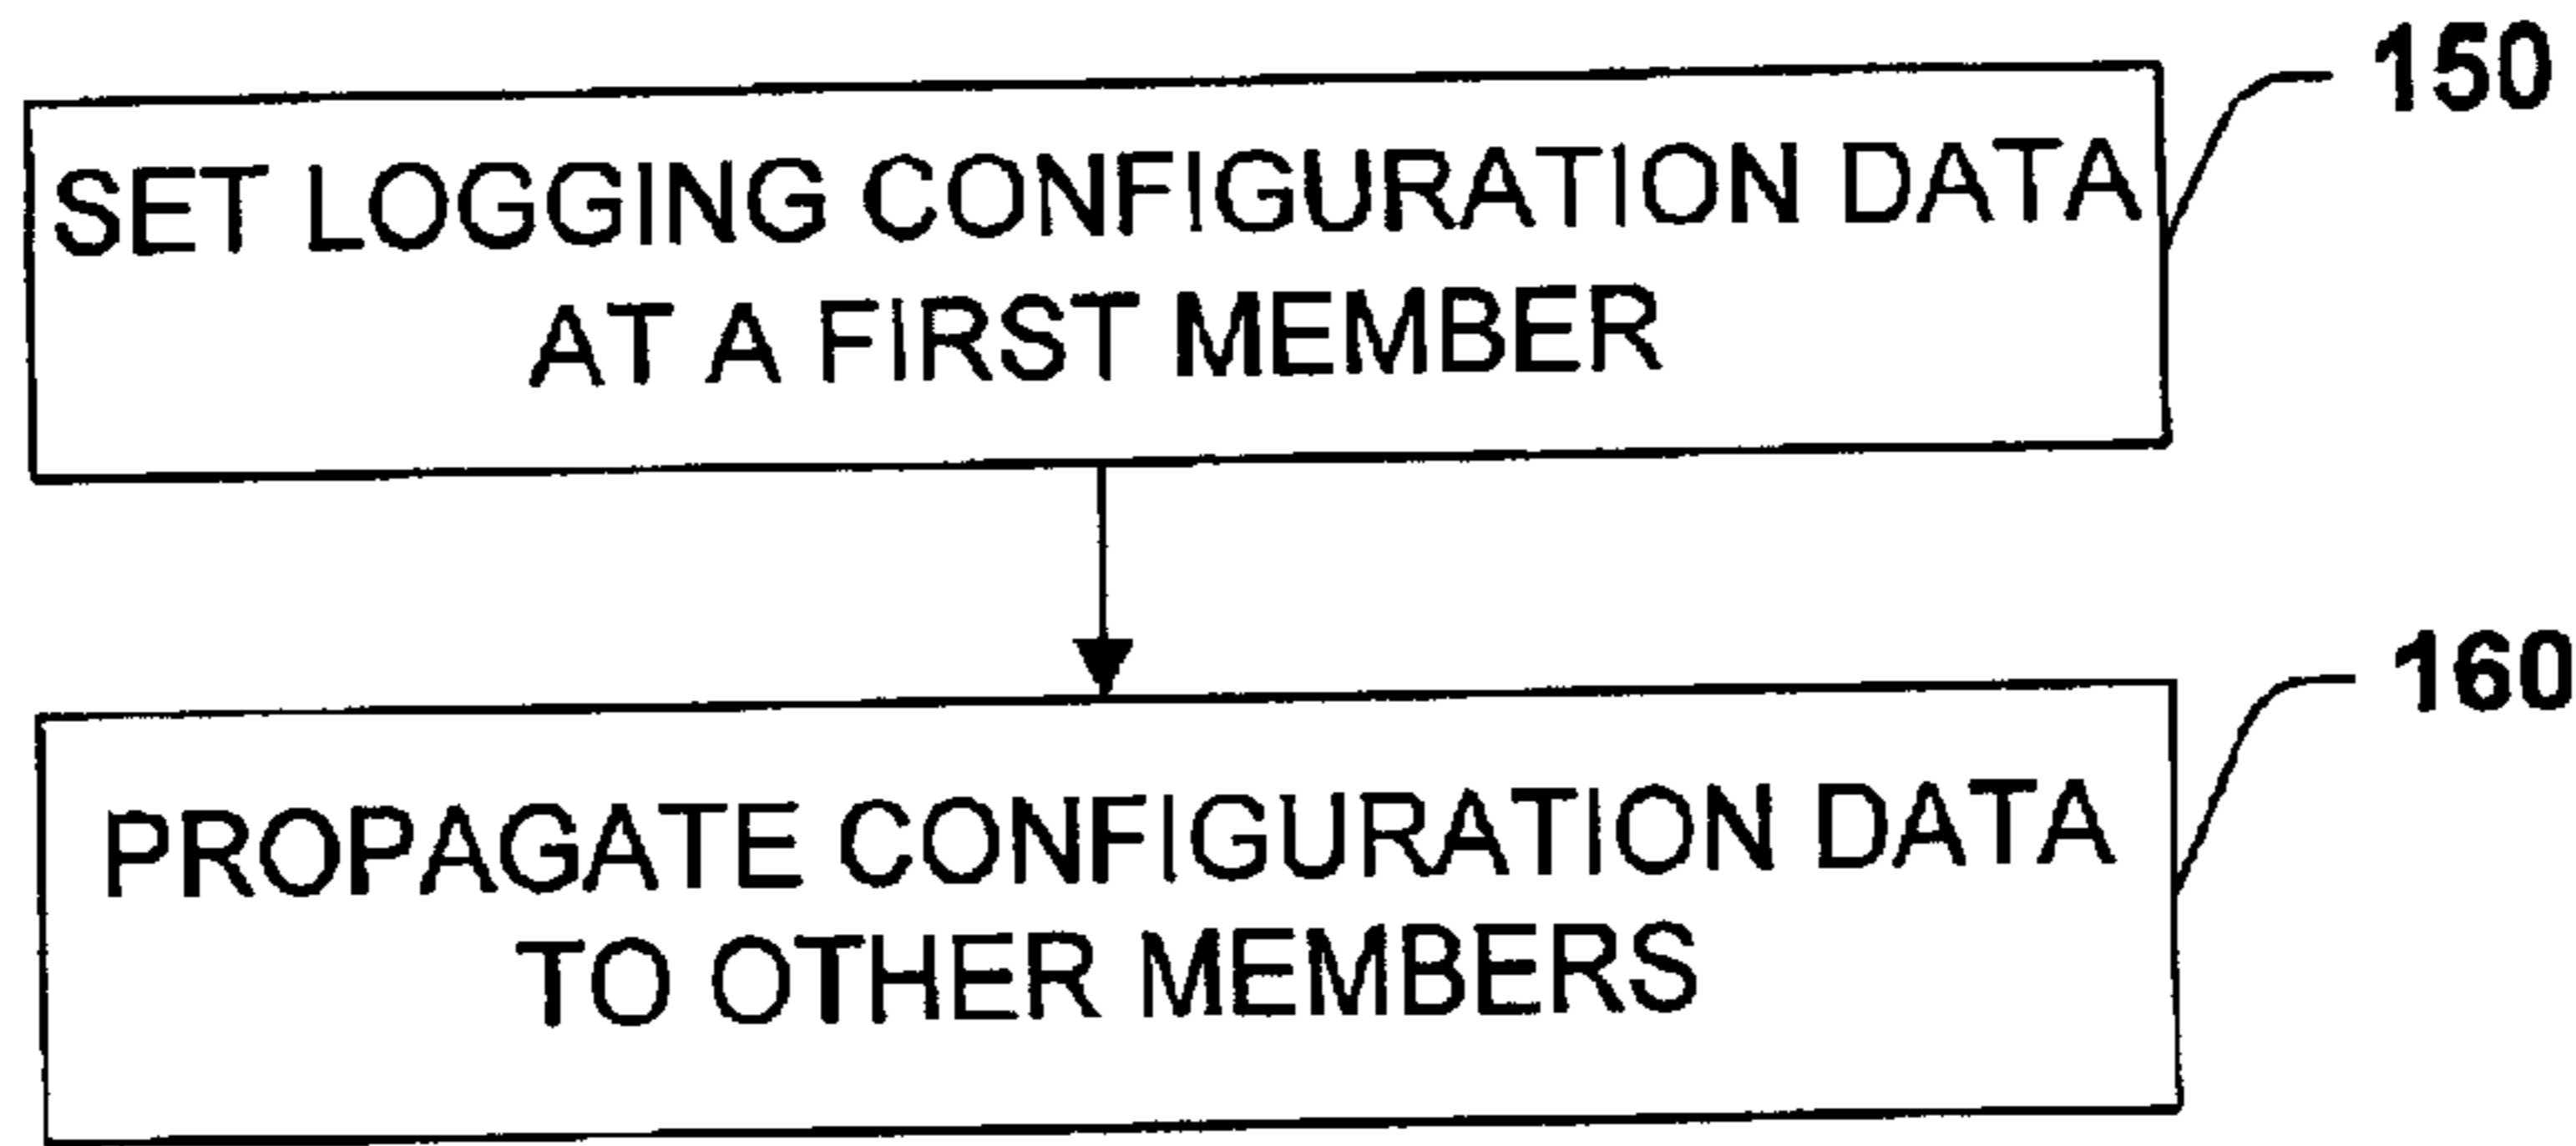 150
SET LOGGING CONFIGURATION DATA
AT A FIRST MEMBER
160
PROPAGATE CONFIGURATION DATA
TO OTHER MEMBERS